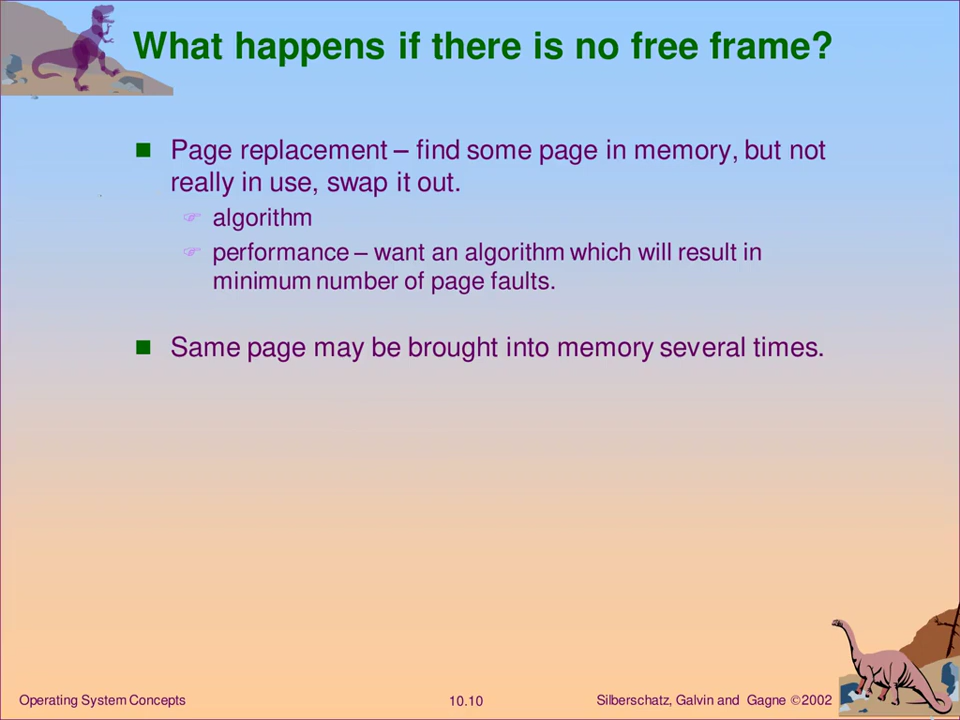 What happens if there is no free frame?
Page replacement – find some page in memory, but not
really in use, swap it out.
algorithm
performance – want an algorithm which will result in
minimum number of page faults.
Same page may be brought into memory several times.
Operating System Concepts
10.10
Silberschatz, Galvin and Gagne ©2002